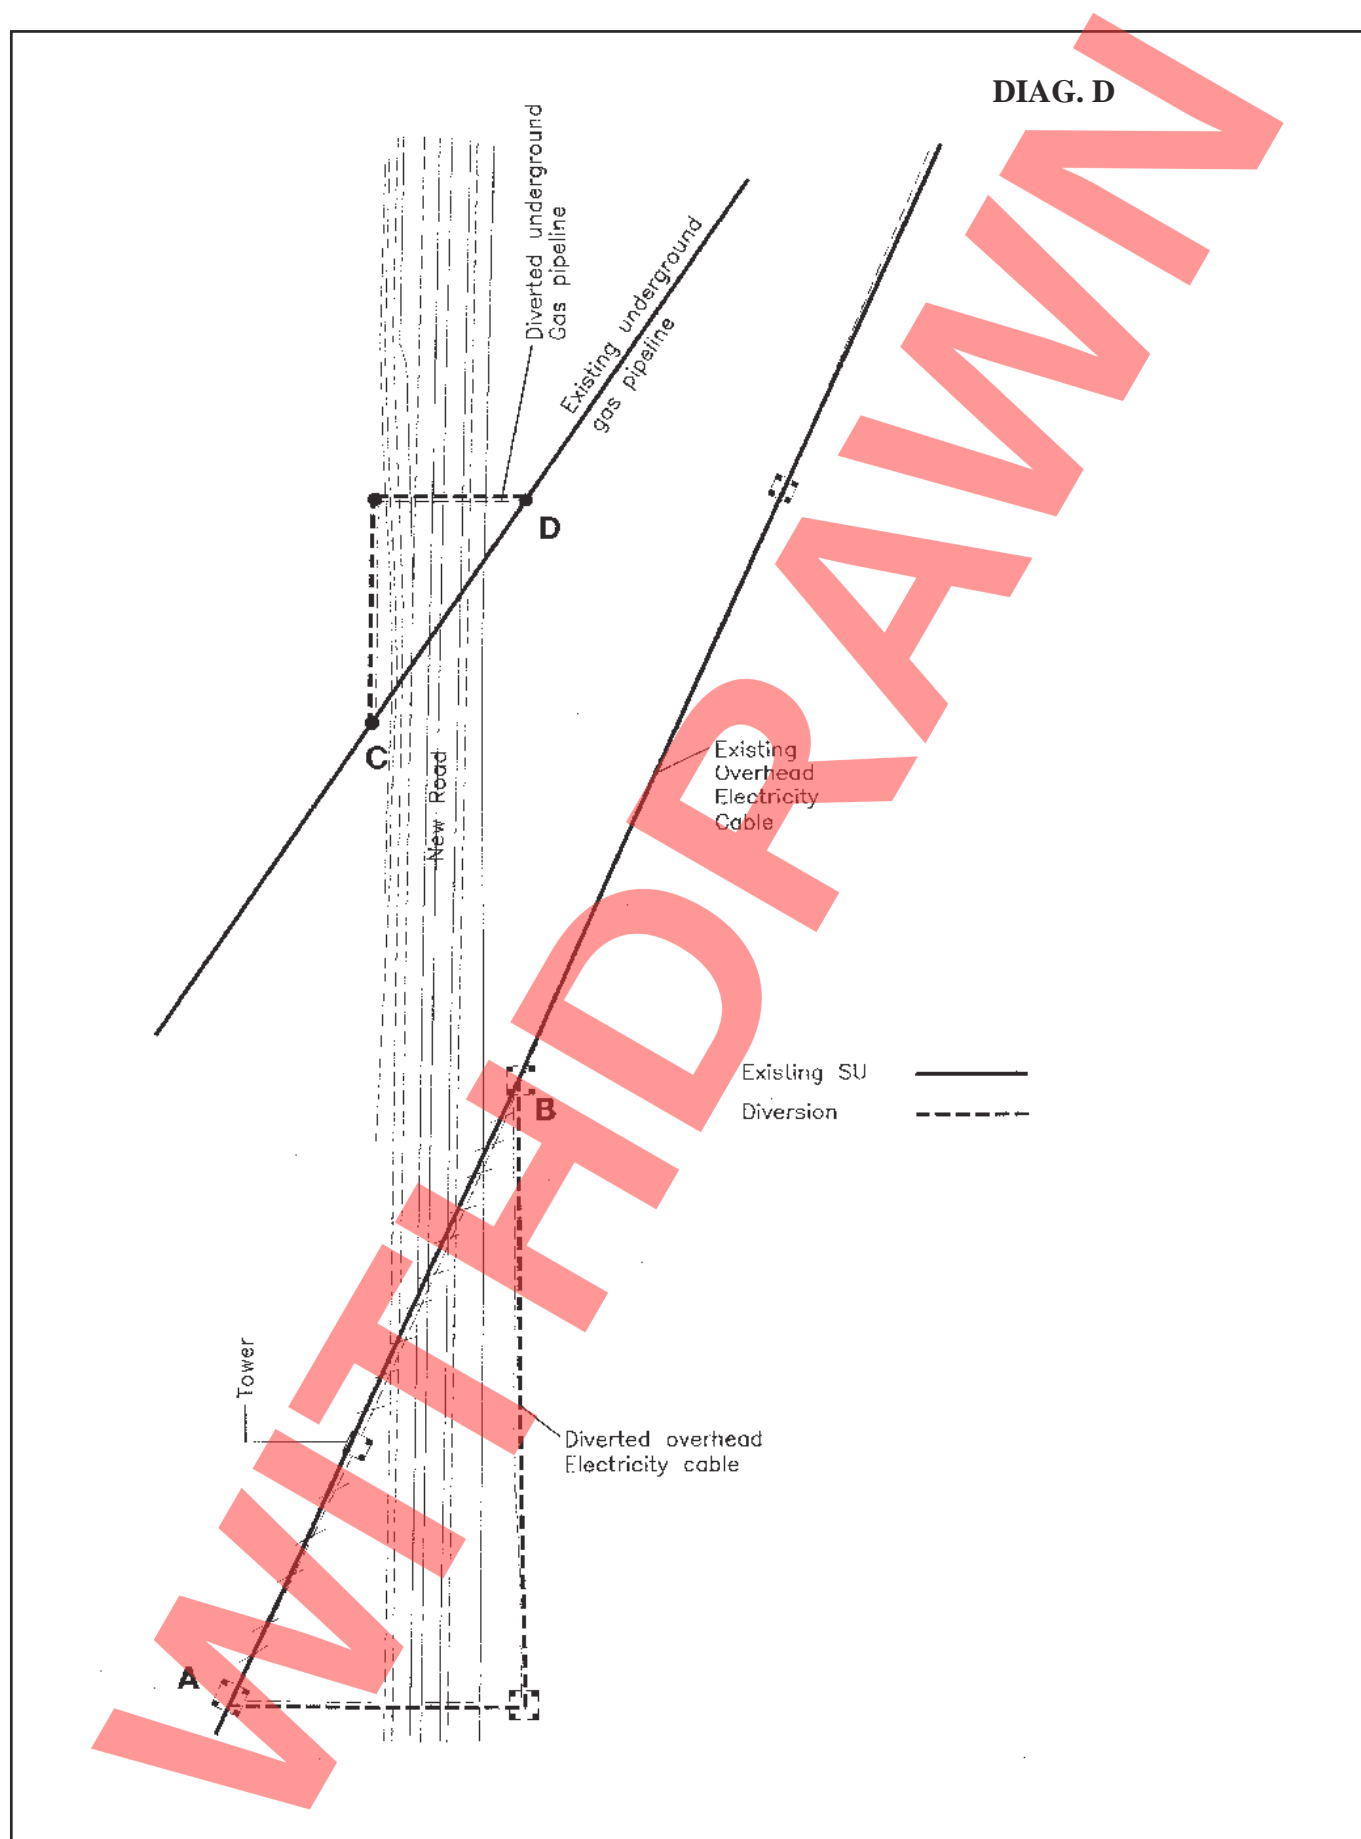 DIAG. D
Diverted underground
Gas pipeline
Existing underground
gas pipeline
D
C
New Road
Existing
Overhead
Electricity
Cable
B
Existing SU
Diversion
Tower
Diverted overhead
Electricity cable
A
WITHDRAWN